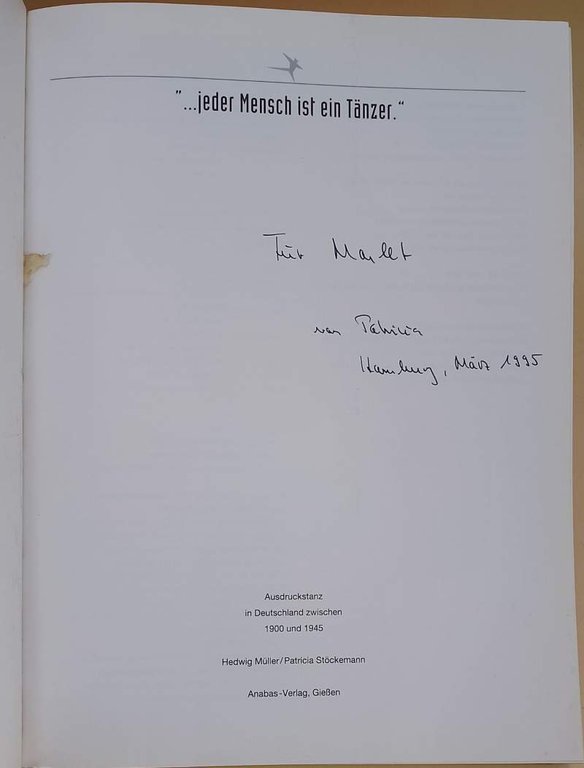 "...jeder Mensch ist ein Tänzer."
Für
von Patricia
Hamburg, März 1995
Ausdruckstanz
in Deutschland zwischen
1900 und 1945
Hedwig Müller/Patricia Stöckemann
Anabas-Verlag, Gießen